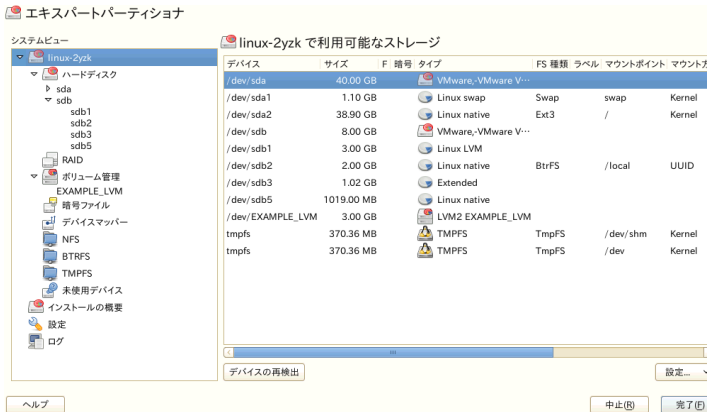 エキスパートパーティショナ
システムビュー
linux-2yzk
ハードディスク
sda
sdb
sdb1
sdb2
sdb3
sdb5
RAID
ボリューム管理
EXAMPLE_LVM
暗号ファイル
デバイスマッパー
NFS
BTRFS
TMPFS
未使用デバイス
インストールの概要
設定
ログ
linux-2yzk で利用可能なストレージ
デバイス サイズ F 暗号 タイプ FS 種類 ラベル マウントポイント マウント方
/dev/sda 40.00 GB VMware,-VMware V…
/dev/sda1 1.10 GB Linux swap Swap swap Kernel
/dev/sda2 38.90 GB Linux native Ext3 / Kernel
/dev/sdb 8.00 GB VMware,-VMware V…
/dev/sdb1 3.00 GB Linux LVM
/dev/sdb2 2.00 GB Linux native BtrFS /local UUID
/dev/sdb3 1.02 GB Extended
/dev/sdb5 1019.00 MB Linux native
/dev/EXAMPLE_LVM 3.00 GB LVM2 EXAMPLE_LVM
tmpfs 370.36 MB TMPFS TmpFS /dev/shm Kernel
tmpfs 370.36 MB TMPFS TmpFS /dev Kernel
デバイスの再検出 設定...
ヘルプ 中止(R) 完了(F)